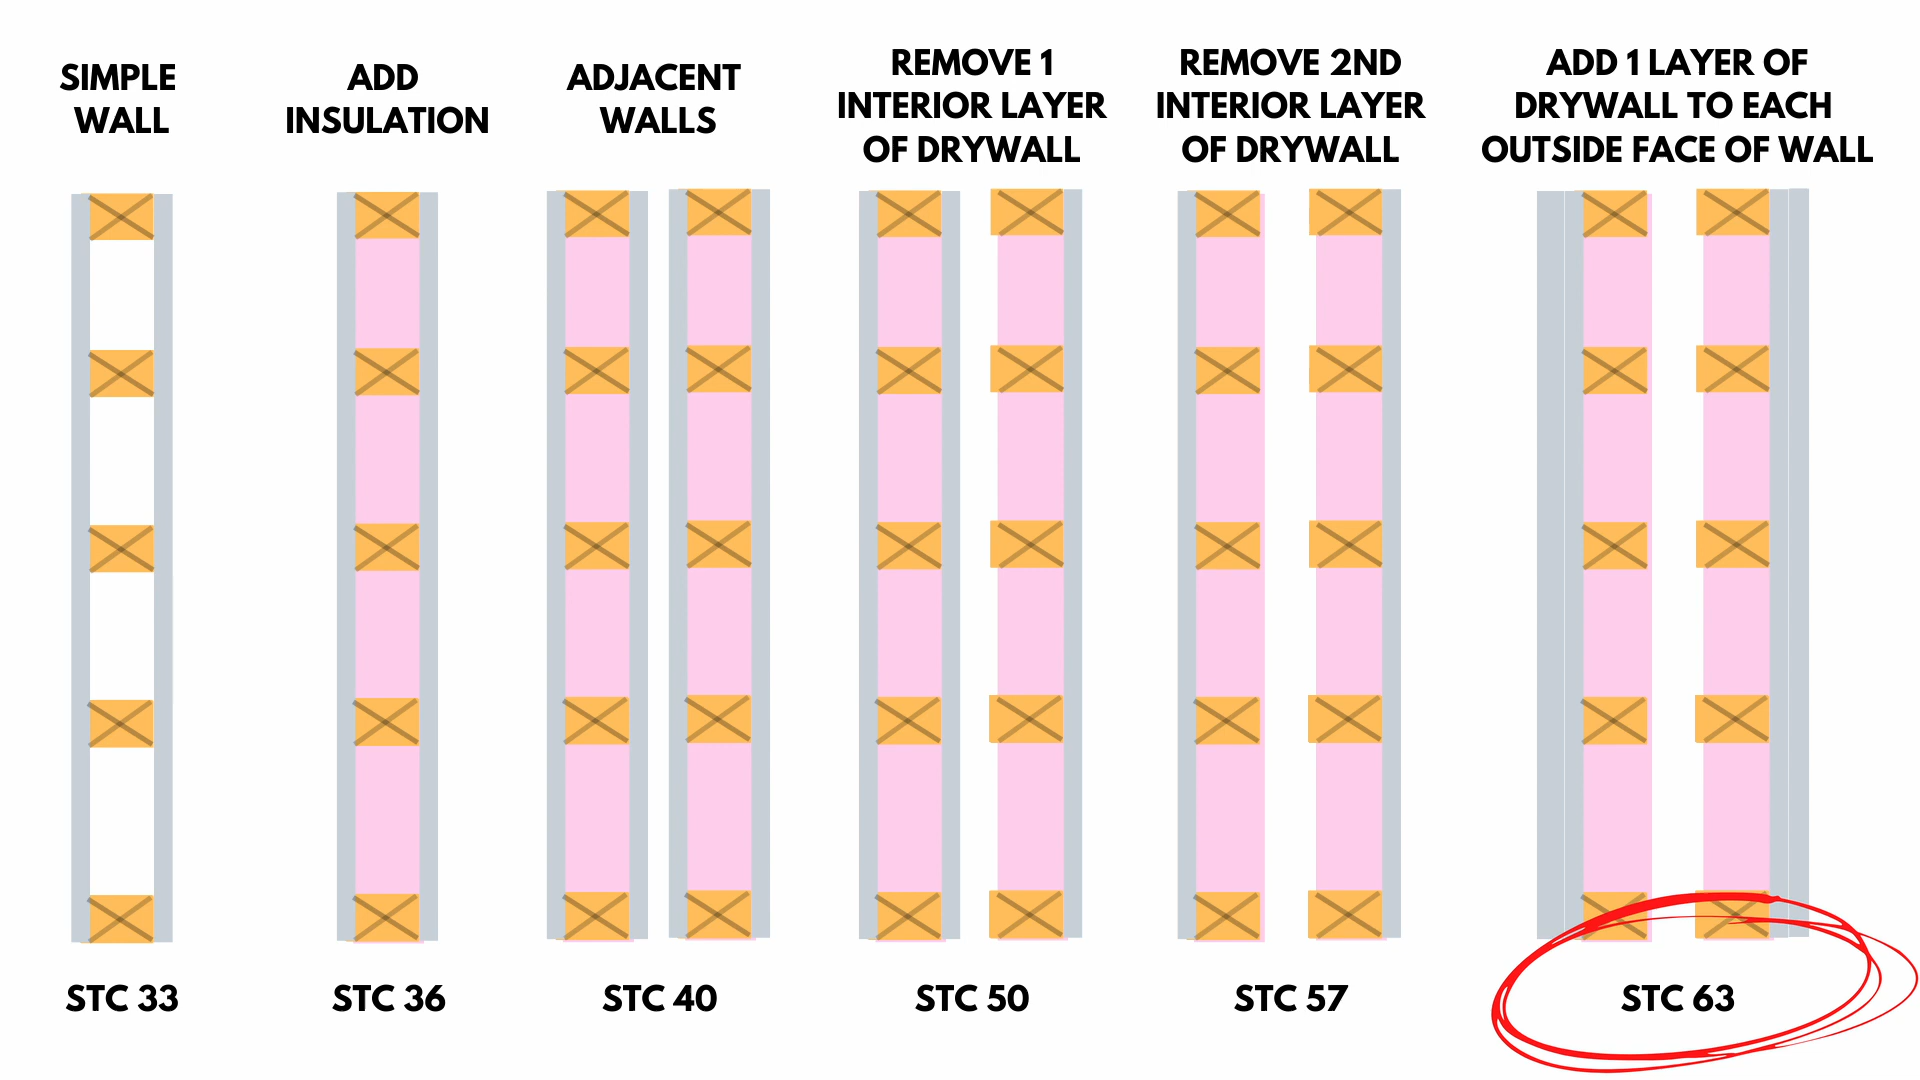 SIMPLE
WALL
ADD
INSULATION
ADJACENT
WALLS
REMOVE 1
INTERIOR LAYER
OF DRYWALL
REMOVE 2ND
INTERIOR LAYER
OF DRYWALL
ADD 1 LAYER OF
DRYWALL TO EACH
OUTSIDE FACE OF WALL
STC 33
STC 36
STC 40
STC 50
STC 57
STC 63